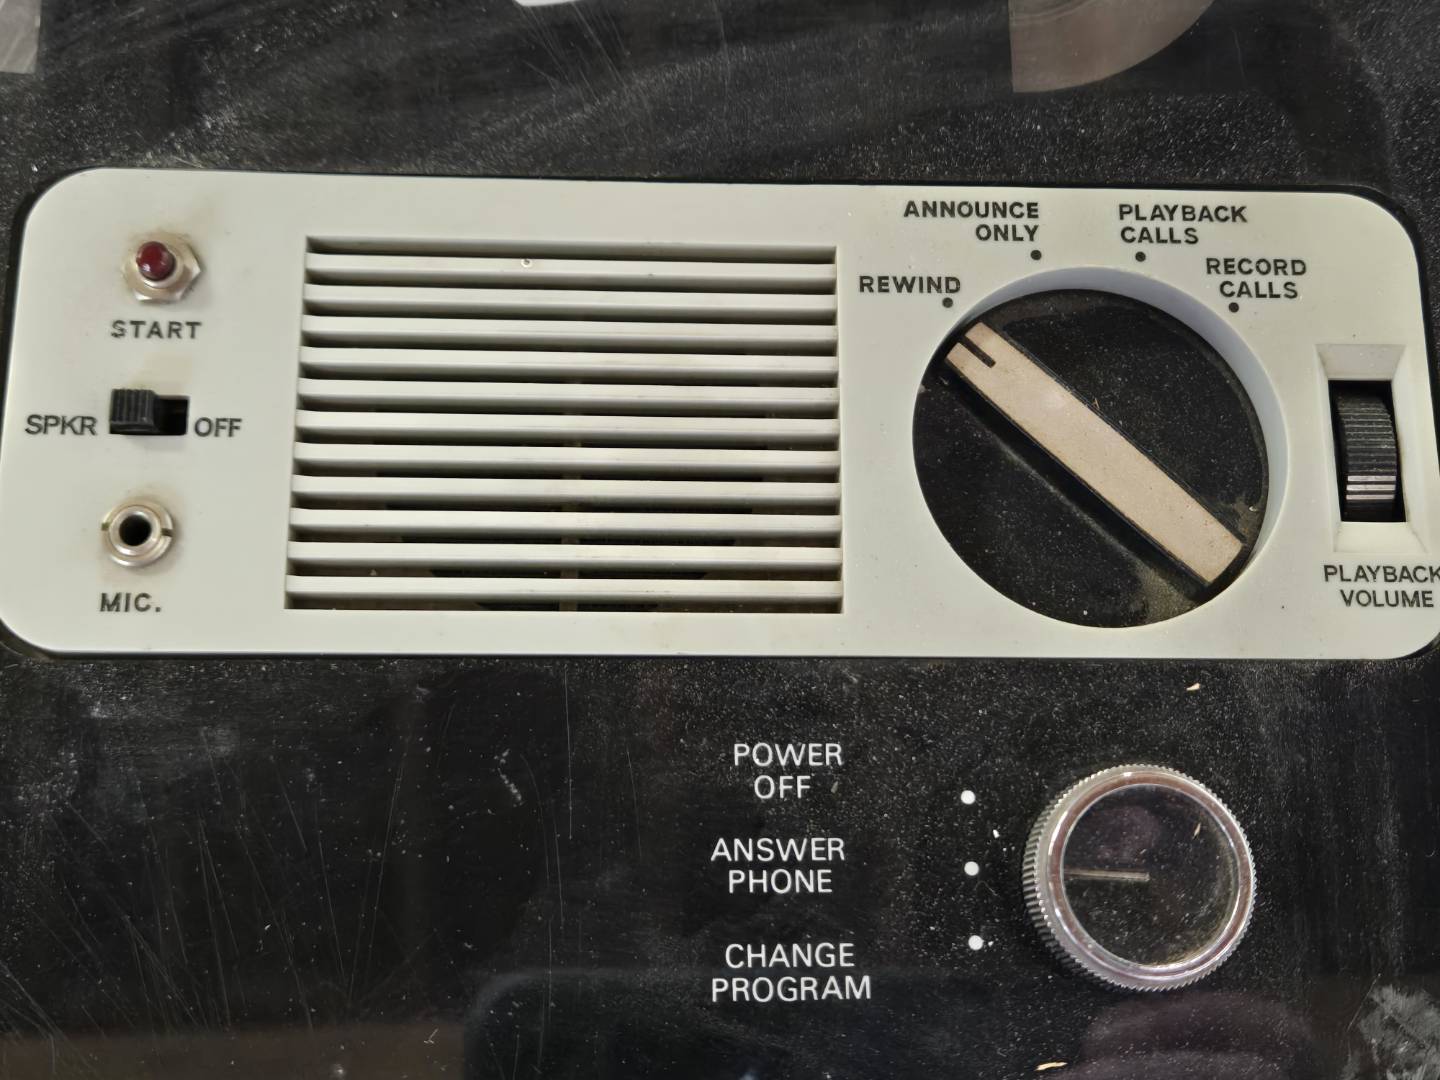 ANNOUNCE
ONLY
PLAYBACK
CALLS
REWIND
RECORD
CALLS
START
SPKR
OFF
MIC.
PLAYBACK
VOLUME
POWER
OFF
ANSWER
PHONE
CHANGE
PROGRAM